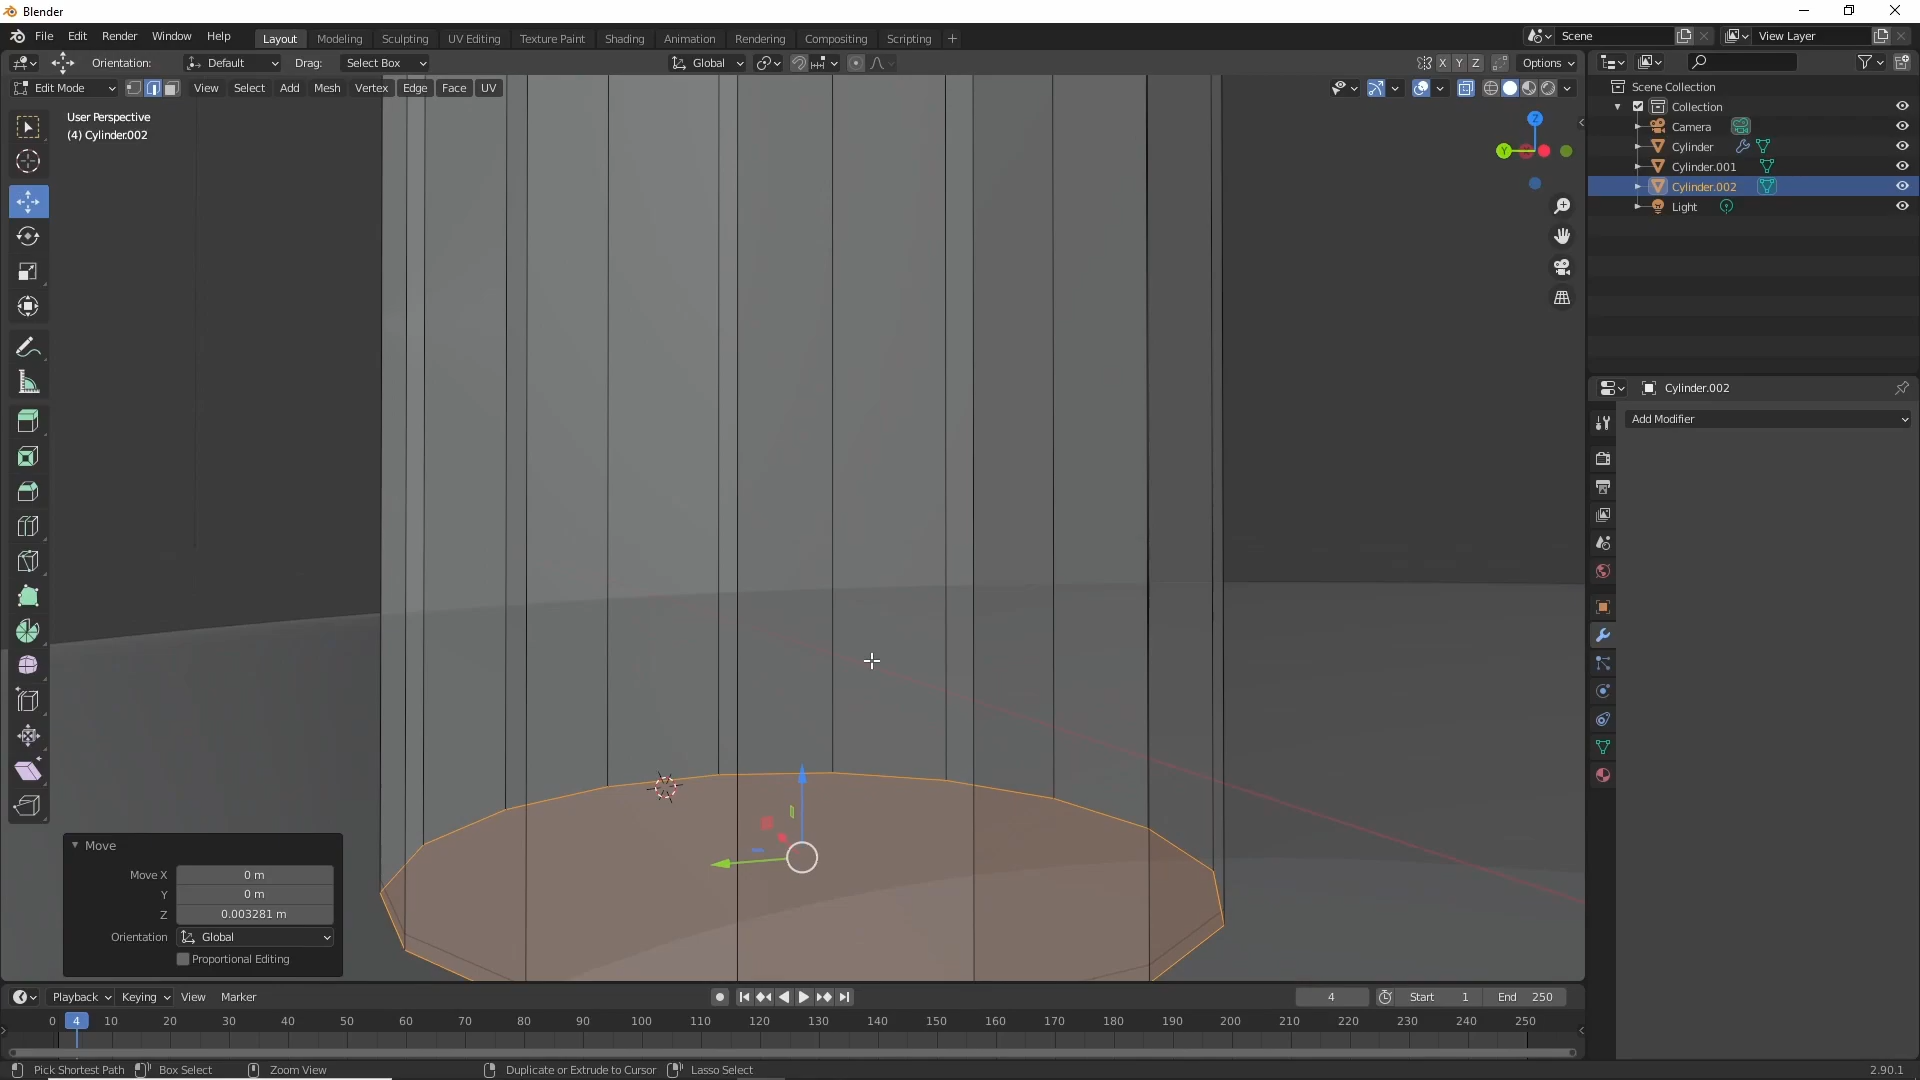 Blender
File Edit Render Window Help
Layout Modeling Sculpting UV Editing Texture Paint Shading Animation Rendering Compositing Scripting +
Scene
View Layer
Orientation: Default Drag: Select Box
Global
X Y Z Options
Edit Mode View Select Add Mesh Vertex Edge Face UV
User Perspective
(4) Cylinder.002
Z
Y
Scene Collection
Collection
Camera
Cylinder
Cylinder.001
Cylinder.002
Light
Cylinder.002
Add Modifier
Move
Move X 0 m
Y 0 m
Z 0.003281 m
Orientation Global
Proportional Editing
Playback Keying View Marker
4 Start 1 End 250
0 4 10 20 30 40 50 60 70 80 90 100 110 120 130 140 150 160 170 180 190 200 210 220 230 240 250
Pick Shortest Path Box Select Zoom View Duplicate or Extrude to Cursor Lasso Select 2.90.1